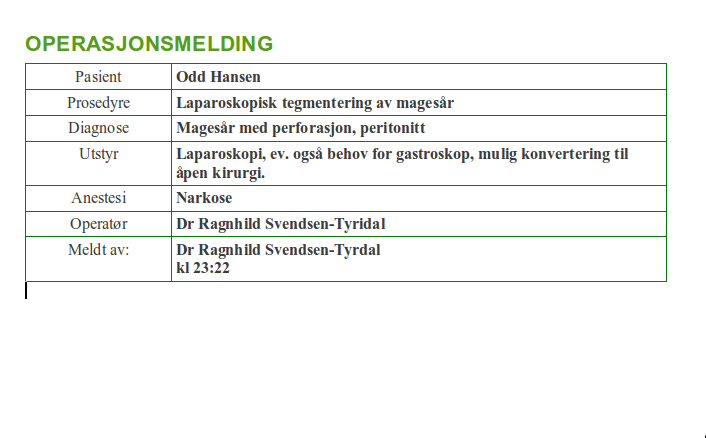 OPERASJONSMELDING
Pasient Odd Hansen
Prosedyre Laparoskopisk tegmentering av magesår
Diagnose Magesår med perforasjon, peritonitt
Utstyr Laparoskopi, ev. også behov for gastroskop, mulig konvertering til
åpen kirurgi.
Anestesi Narkose
Operatør Dr Ragnhild Svendsen-Tyridal
Meldt av: Dr Ragnhild Svendsen-Tyrdal
kl 23:22